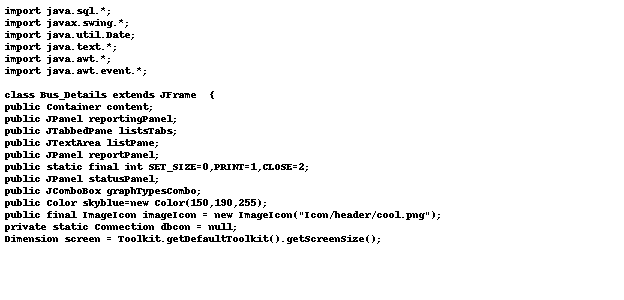 import java.sql.*;
import javax.swing.*;
import java.util.Date;
import java.text.*;
import java.awt.*;
import java.awt.event.*;
class Bus_Details extends JFrame  {
public Container content;
public JPanel reportingPanel;
public JTabbedPane listsTabs;
public JTextArea listPane;
public JPanel reportPanel;
public static final int SET_SIZE=0,PRINT=1,CLOSE=2;
public JPanel statusPanel;
public JComboBox graphTypesCombo;
public Color skyblue=new Color(150,190,255);
public final ImageIcon imageIcon = new ImageIcon("Icon/header/cool.png");
private static Connection dbcon = null;
Dimension screen = Toolkit.getDefaultToolkit().getScreenSize();